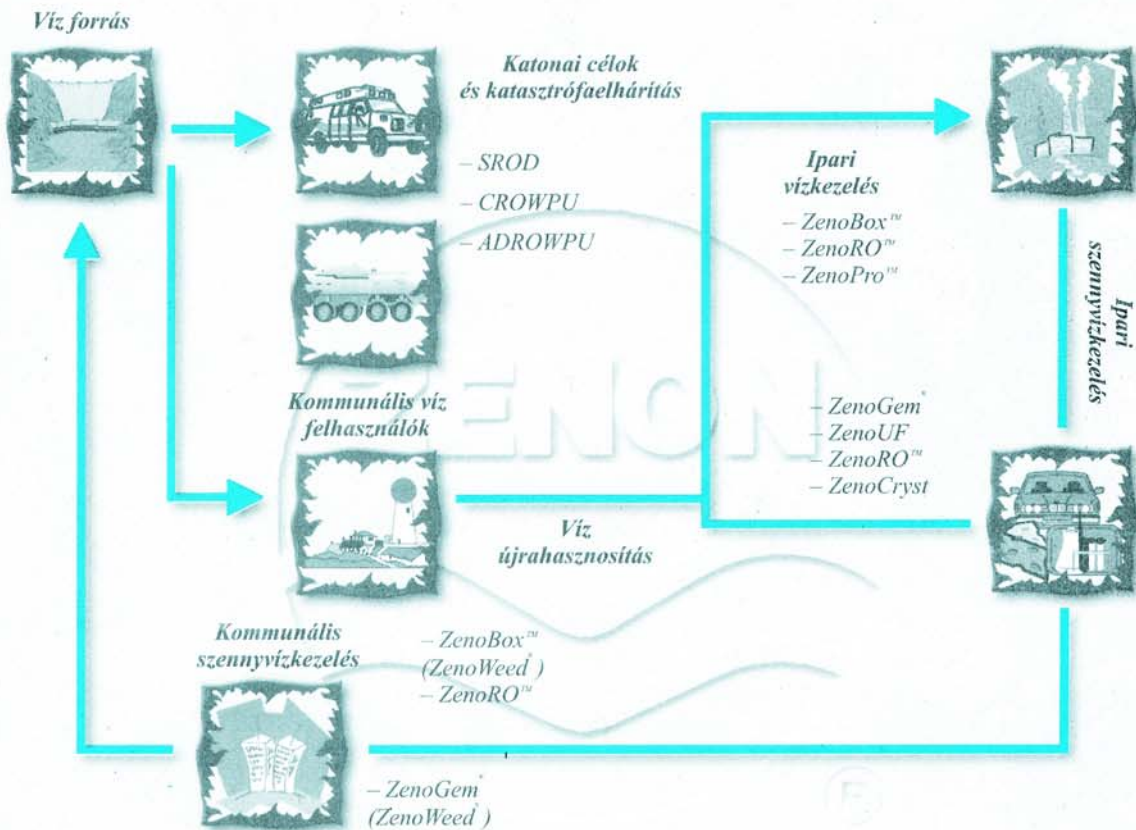 Víz forrás
Katonai célok
és katasztrófaelhárítás
– SROD
– CROWPU
– ADROWPU
Ipari
vízkezelés
– ZenoBox™
– ZenoRO™
– ZenoPro™
Ipari
szennyvízkezelés
ZENON
Kommunális víz
felhasználók
– ZenoGem®
– ZenoUF
– ZenoRO™
– ZenoCryst
Víz
újrahasznosítás
Kommunális
szennyvízkezelés
– ZenoBox™
(ZenoWeed®)
– ZenoRO™
– ZenoGem®
(ZenoWeed®)